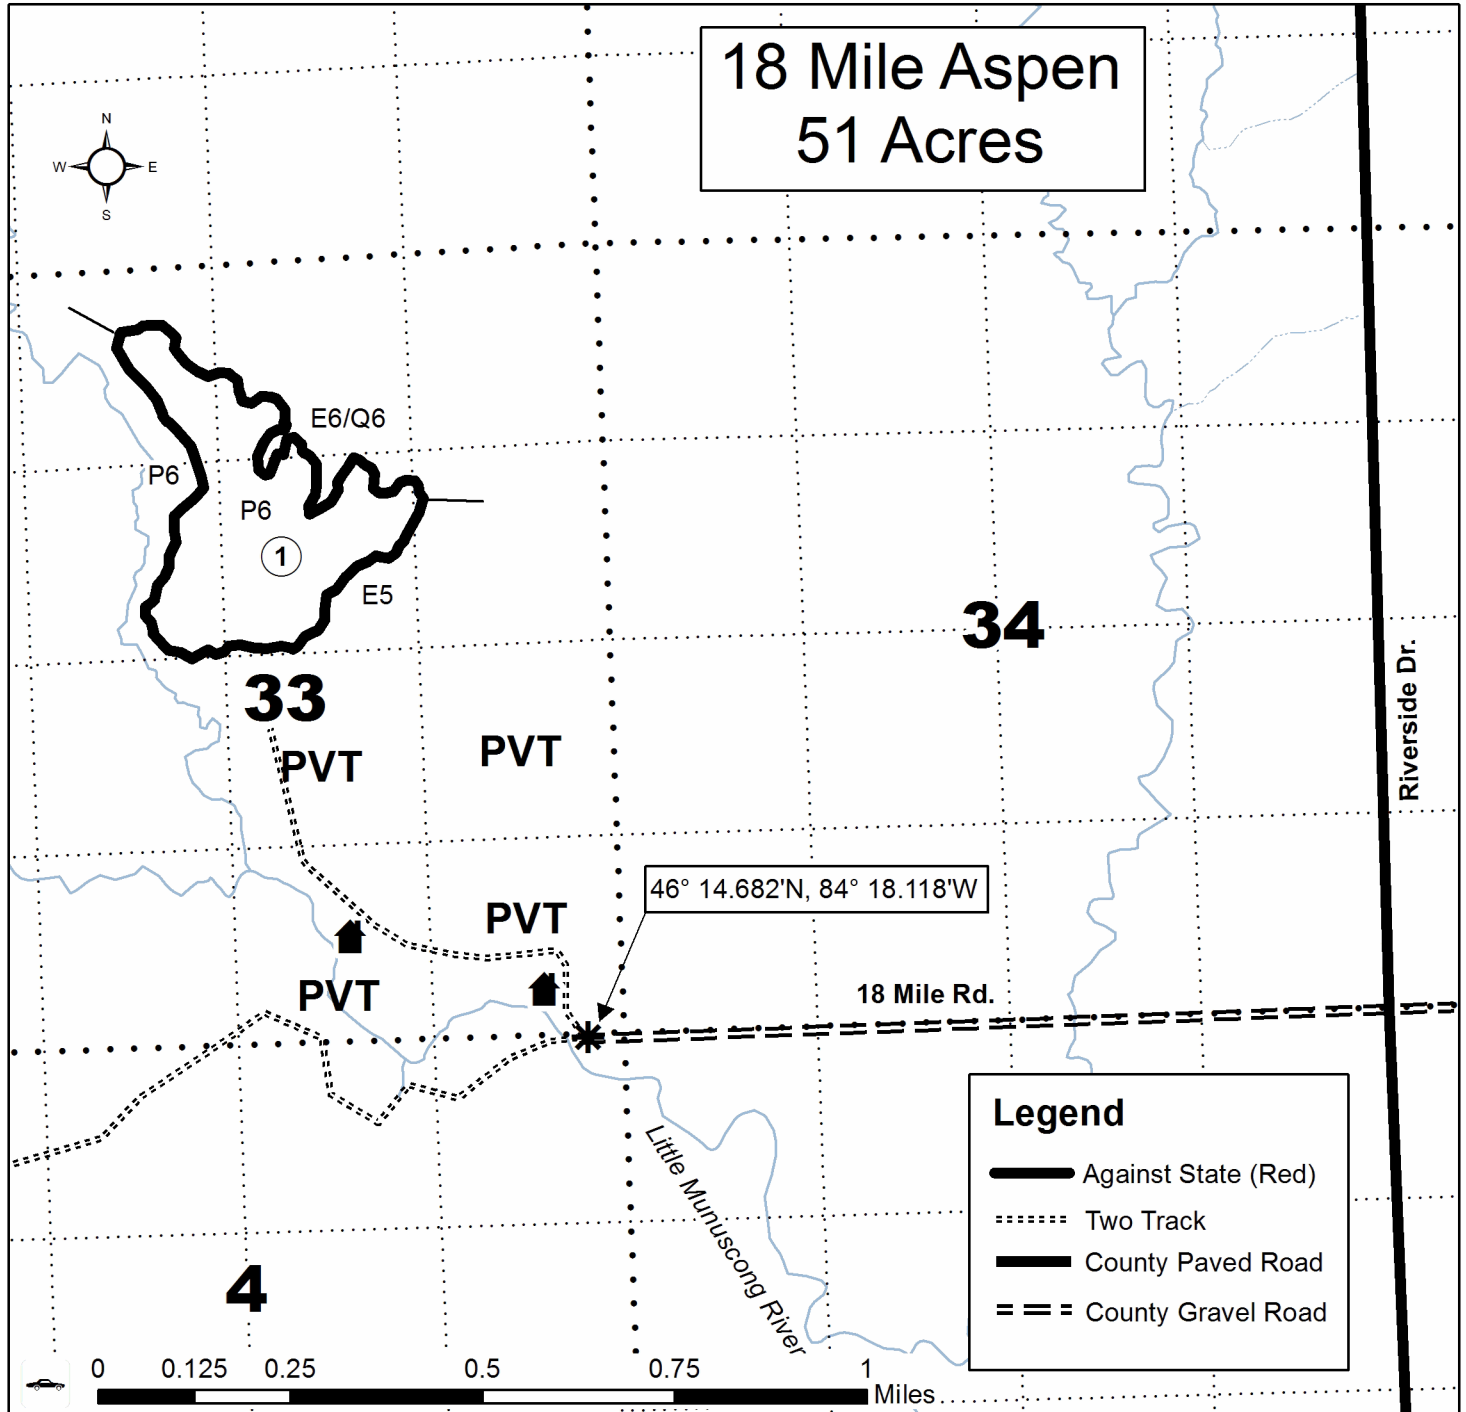 18 Mile Aspen
51 Acres
N
W E
S
E6/Q6
P6
P6
1
E5
34
33
Riverside Dr.
PVT
PVT
46° 14.682'N, 84° 18.118'W
PVT
PVT
18 Mile Rd.
Little Munuscong River
Legend
Against State (Red)
Two Track
County Paved Road
County Gravel Road
4
0 0.125 0.25 0.5 0.75 1
Miles